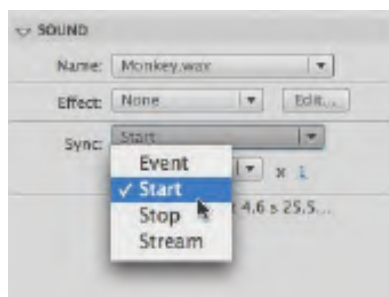 SOUND
Name: Monkey.wav
Effect: None Edit...
Sync: Start
Event
✓ Start x 1
Stop 4.6 s 25.5...
Stream